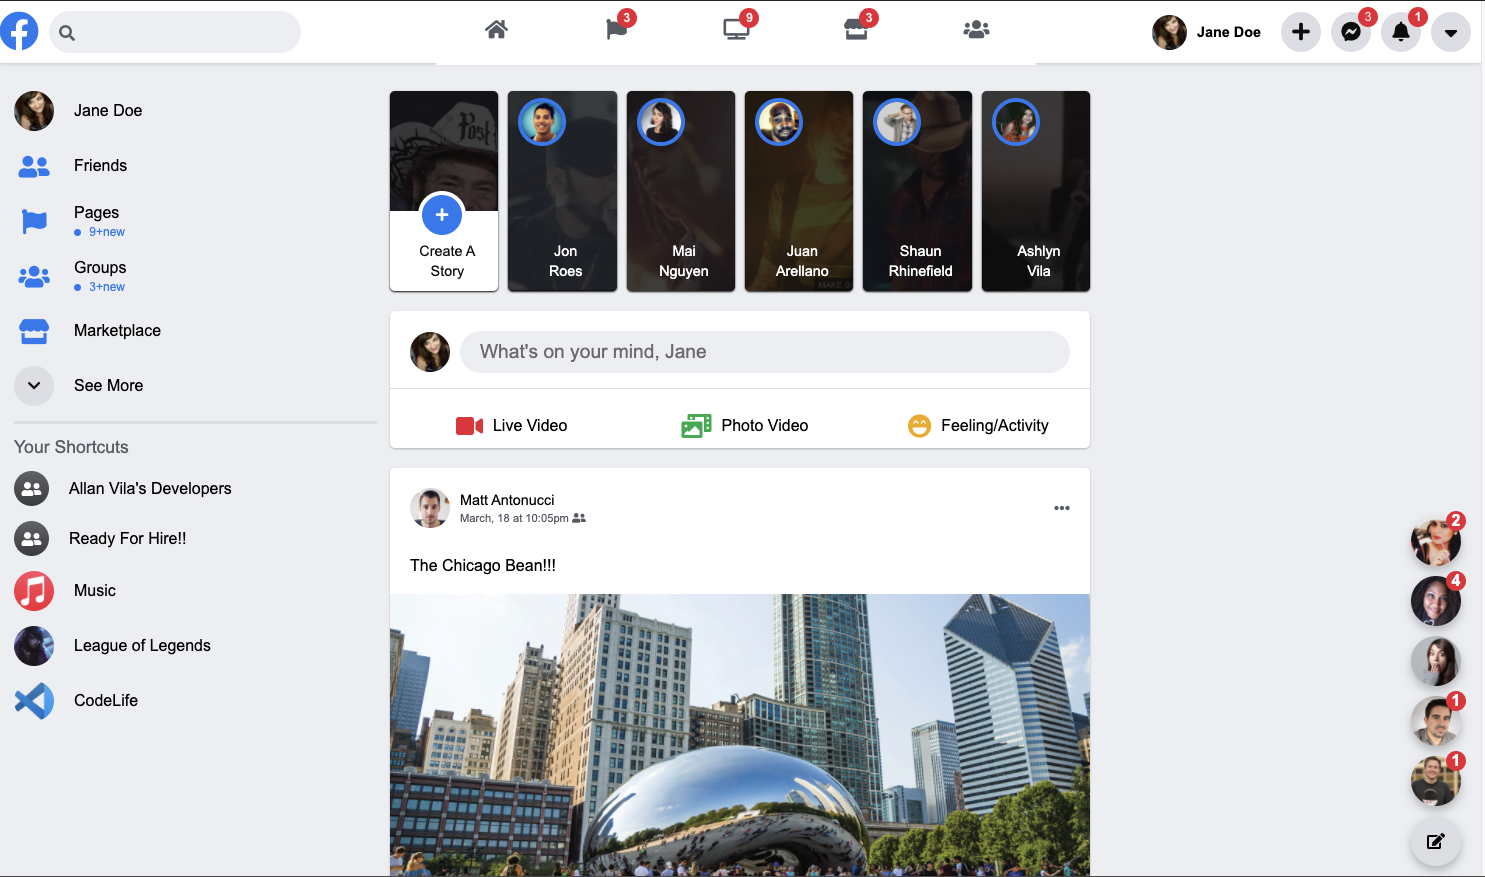 3
9
3
Jane Doe
3
1
Jane Doe
Friends
Pages
9+new
Groups
3+new
Marketplace
See More
Your Shortcuts
Allan Vila's Developers
Ready For Hire!!
Music
League of Legends
CodeLife
Post
Create A
Story
Jon
Roes
Mai
Nguyen
Juan
Arellano
MAKE
Shaun
Rhinefield
Ashlyn
Vila
What's on your mind, Jane
Live Video
Photo Video
Feeling/Activity
Matt Antonucci
March, 18 at 10:05pm
The Chicago Bean!!!
2
4
1
1